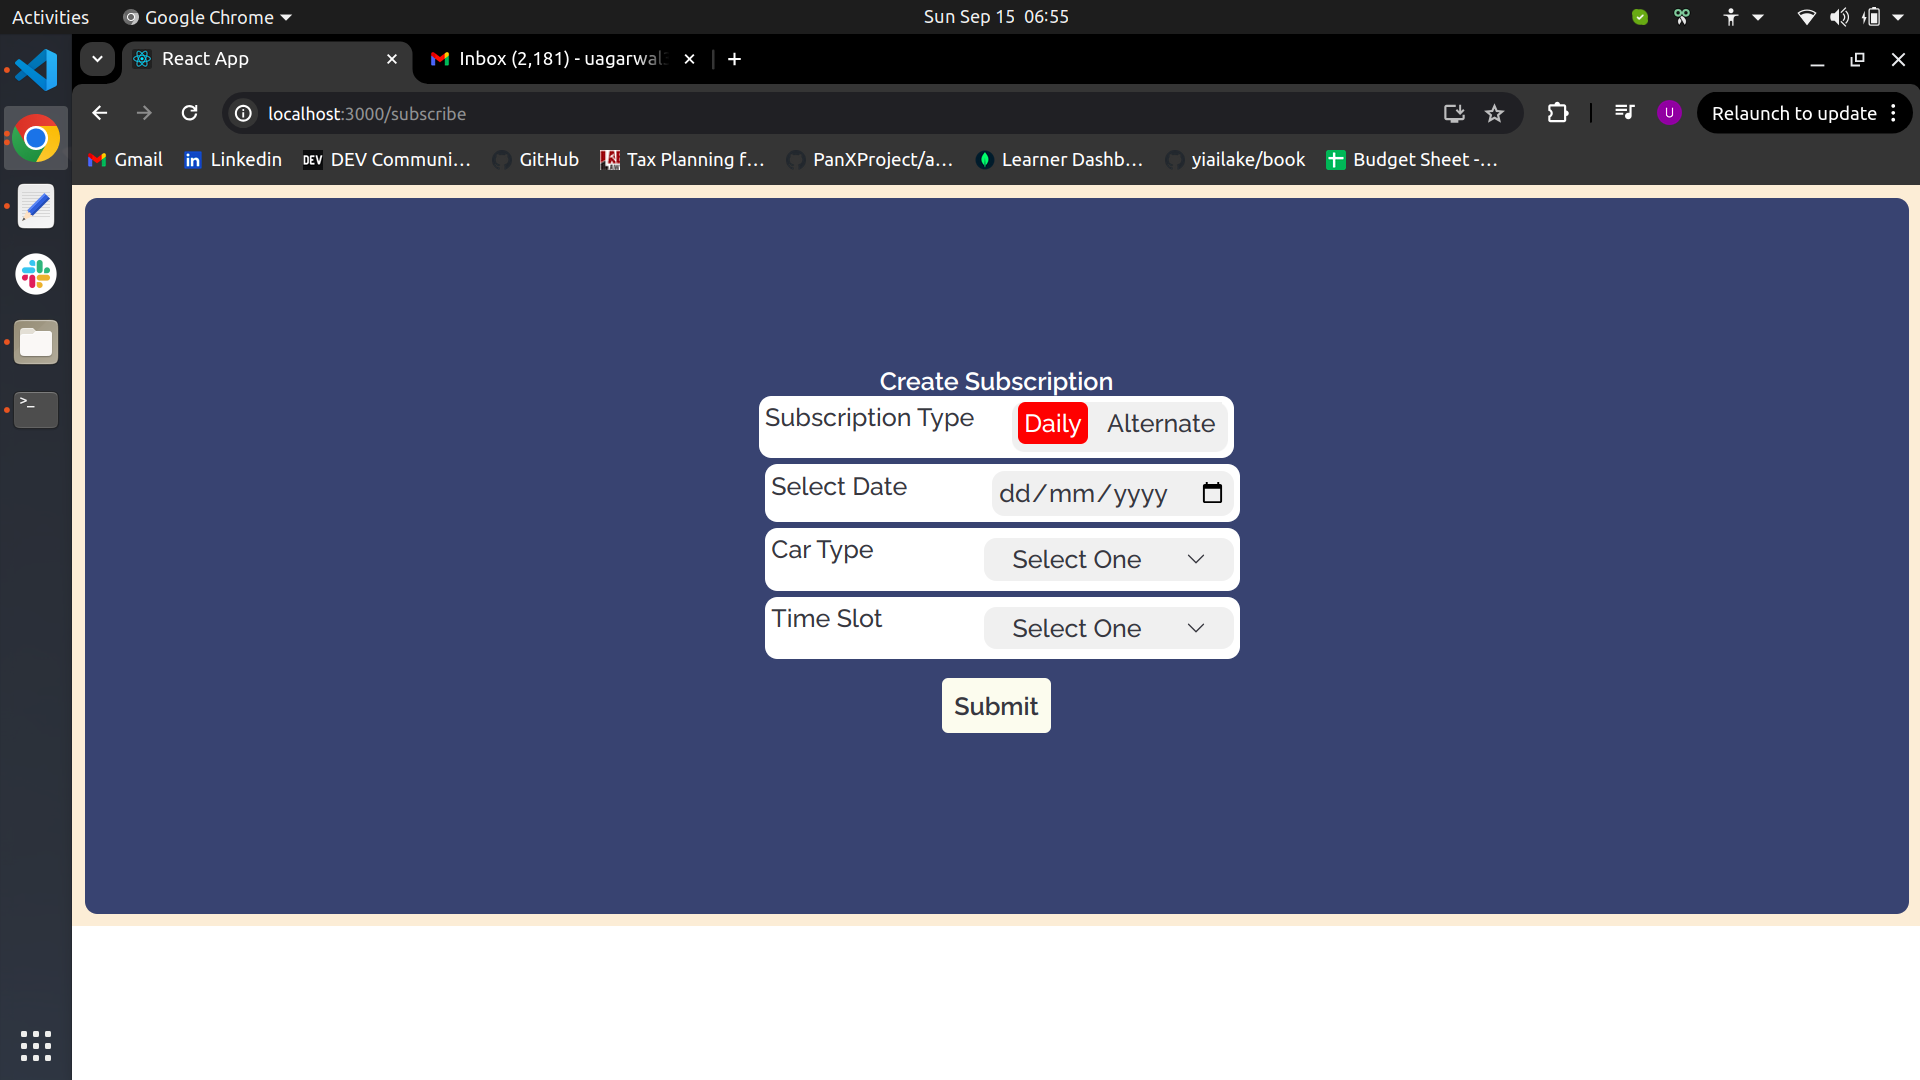 Activities Google Chrome Sun Sep 15 06:55
React App Inbox (2,181) - uagarwal
localhost:3000/subscribe U Relaunch to update
Gmail in Linkedin DEV DEV Communi... GitHub Tax Planning f... PanXProject/a... Learner Dashb... yiailake/book Budget Sheet -...
Create Subscription
Subscription Type Daily Alternate
Select Date dd/mm/yyyy
Car Type Select One
Time Slot Select One
Submit